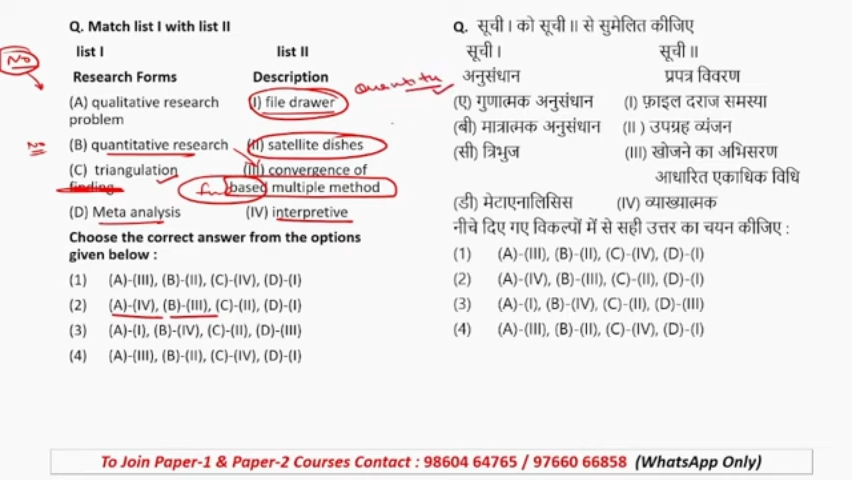 Q. Match list I with list II
list I list II
Research Forms Description
(A) qualitative research problem (I) file drawer
(B) quantitative research (II) satellite dishes
(C) triangulation finding (III) convergence of based multiple method
(D) Meta analysis (IV) interpretive
Choose the correct answer from the options
given below :
(1) (A)-(III), (B)-(II), (C)-(IV), (D)-(I)
(2) (A)-(IV), (B)-(III), (C)-(II), (D)-(I)
(3) (A)-(I), (B)-(IV), (C)-(II), (D)-(III)
(4) (A)-(III), (B)-(II), (C)-(IV), (D)-(I)
No
No
Quantity
Q. सूची I को सूची II से सुमेलित कीजिए
सूची I सूची II
अनुसंधान प्रपत्र विवरण
(ए) गुणात्मक अनुसंधान (I) फ़ाइल दराज समस्या
(बी) मात्रात्मक अनुसंधान (II ) उपग्रह व्यंजन
(सी) त्रिभुज (III) खोजने का अभिसरण
आधारित एकाधिक विधि
(डी) मेटाएनालिसिस (IV) व्याख्यात्मक
नीचे दिए गए विकल्पों में से सही उत्तर का चयन कीजिए :
(1) (A)-(III), (B)-(II), (C)-(IV), (D)-(I)
(2) (A)-(IV), (B)-(III), (C)-(II), (D)-(I)
(3) (A)-(I), (B)-(IV), (C)-(II), (D)-(III)
(4) (A)-(III), (B)-(II), (C)-(IV), (D)-(I)
To Join Paper-1 & Paper-2 Courses Contact : 98604 64765 / 97660 66858 (WhatsApp Only)